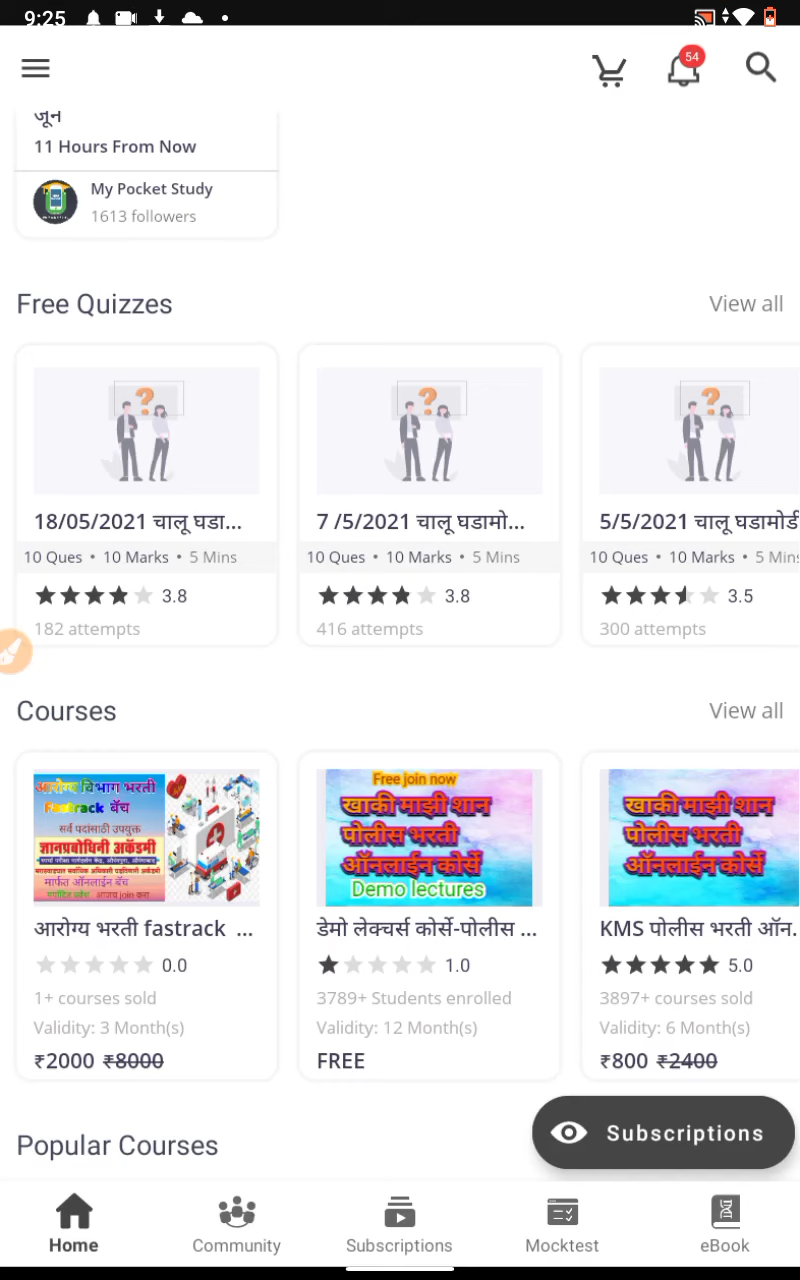 9:25
54
जून
11 Hours From Now
My Pocket Study
1613 followers
Free Quizzes
View all
18/05/2021 चालू घडा...
7 /5/2021 चालू घडामो...
5/5/2021 चालू घडामोडी
10 Ques • 10 Marks • 5 Mins
10 Ques • 10 Marks • 5 Mins
10 Ques • 10 Marks • 5 Mins
3.8
3.8
3.5
182 attempts
416 attempts
300 attempts
Courses
View all
आरोग्य विभाग भरती
Fastrack बॅच
सर्व पदांसाठी उपयुक्त
ज्ञानप्रबोधिनी अकॅडमी
मार्फत ऑनलाईन बॅच
Free join now
खाकी माझी शान
पोलीस भरती
ऑनलाईन कोर्से
Demo lectures
खाकी माझी शान
पोलीस भरती
ऑनलाईन कोर्से
आरोग्य भरती fastrack ...
डेमो लेक्चर्स कोर्से-पोलीस ...
KMS पोलीस भरती ऑन.
0.0
1.0
5.0
1+ courses sold
3789+ Students enrolled
3897+ courses sold
Validity: 3 Month(s)
Validity: 12 Month(s)
Validity: 6 Month(s)
₹2000 ₹8000
FREE
₹800 ₹2400
Popular Courses
Subscriptions
Home
Community
Subscriptions
Mocktest
eBook